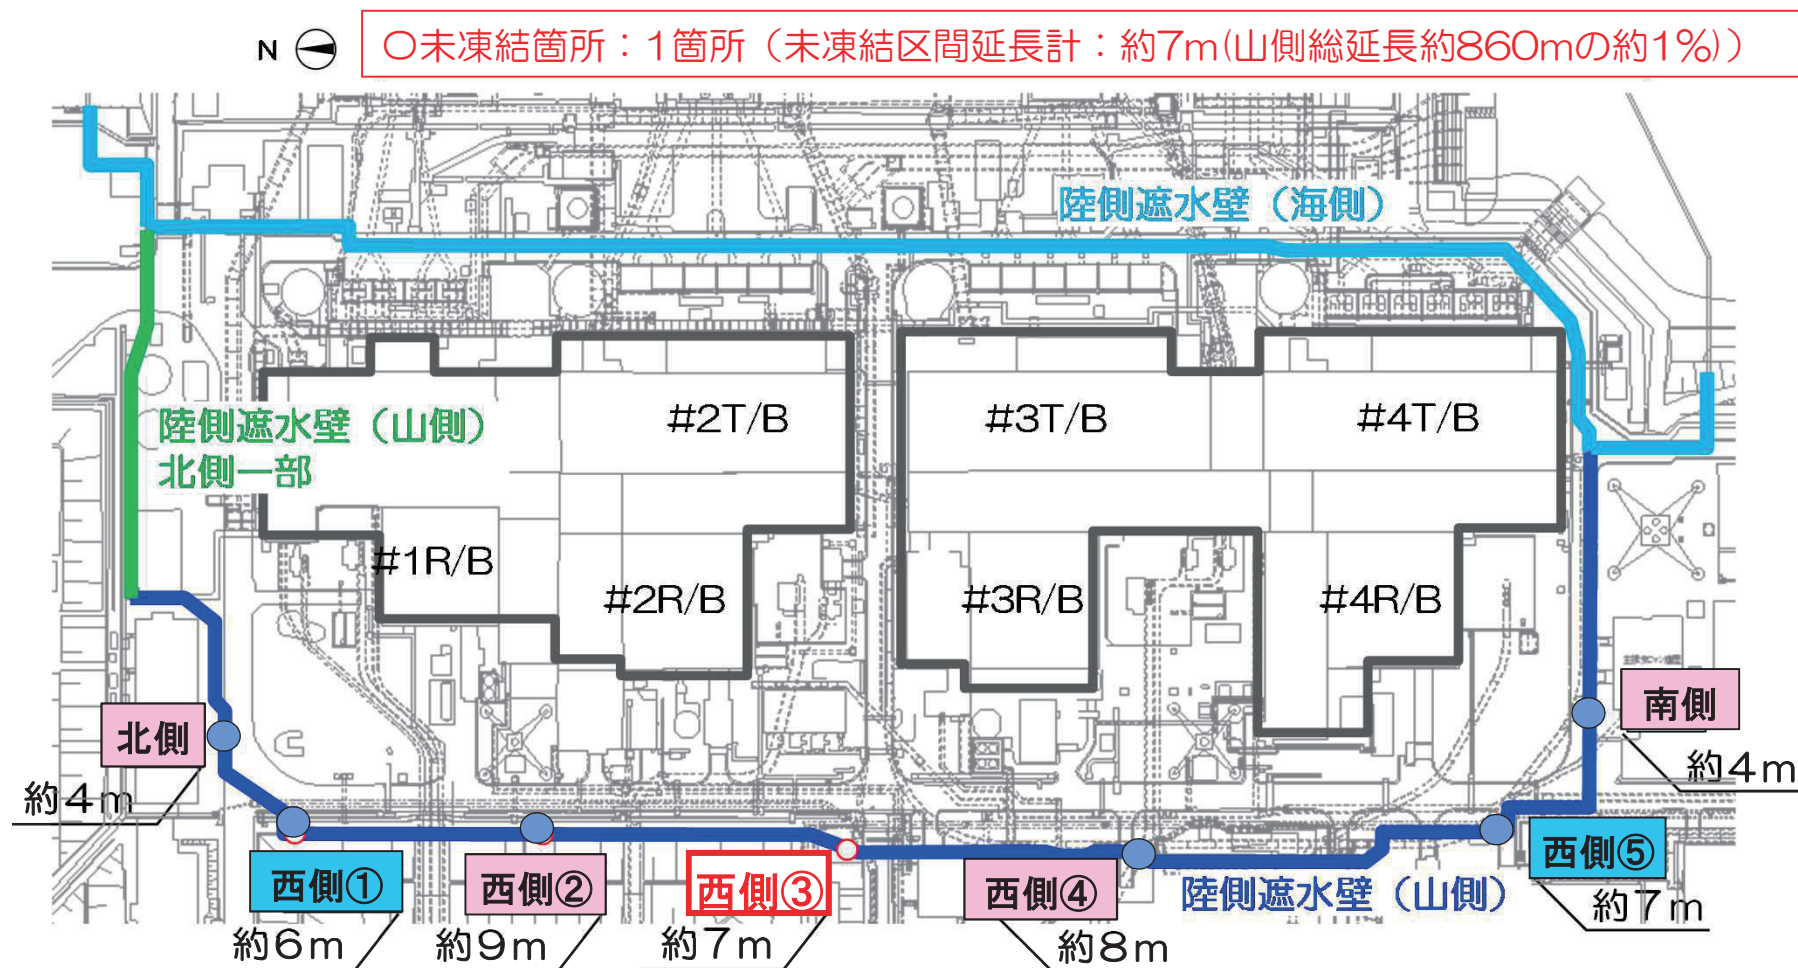 N
〇未凍結箇所：1箇所（未凍結区間延長計：約7m(山側総延長約860mの約1%)）
陸側遮水壁（海側）
陸側遮水壁（山側）
北側一部
#2T/B
#3T/B
#4T/B
#1R/B
#2R/B
#3R/B
#4R/B
北側
約4m
南側
約4m
西側①
約6m
西側②
約9m
西側③
約7m
西側④
約8m
陸側遮水壁（山側）
西側⑤
約7m